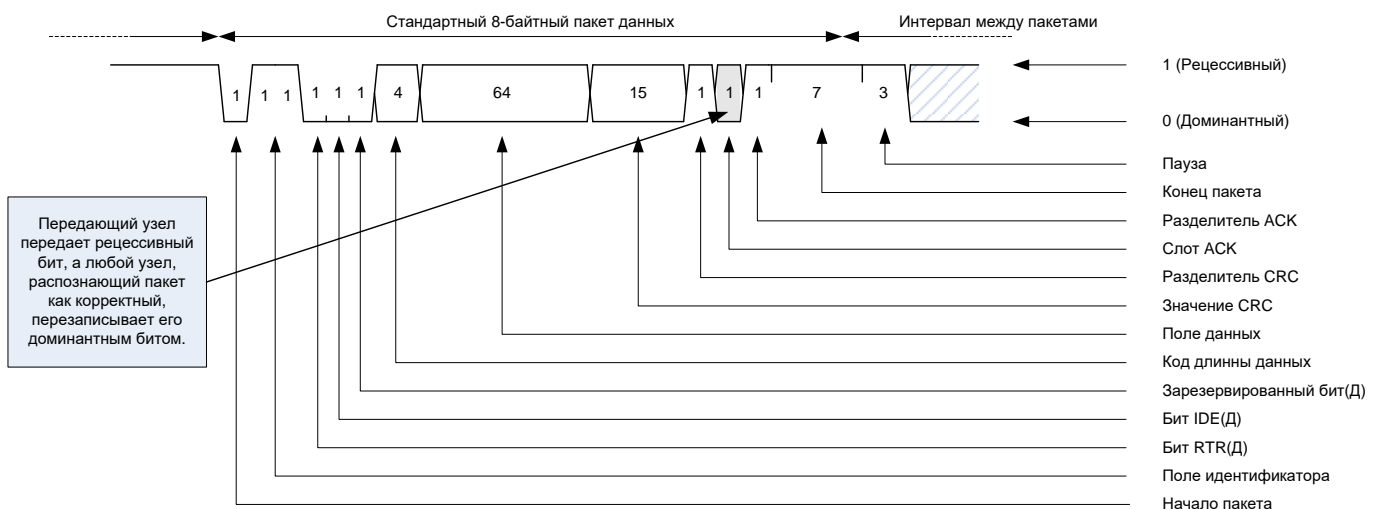 Стандартный 8-байтный пакет данных
Интервал между пакетами
1 1 1 1 1 1 4 64 15 1 1 1 7 3
1 (Рецессивный)
0 (Доминантный)
Пауза
Конец пакета
Разделитель ACK
Слот ACK
Разделитель CRC
Значение CRC
Поле данных
Код длинны данных
Зарезервированный бит(Д)
Бит IDE(Д)
Бит RTR(Д)
Поле идентификатора
Начало пакета
Передающий узел
передает рецессивный
бит, а любой узел,
распознающий пакет
как корректный,
перезаписывает его
доминантным битом.